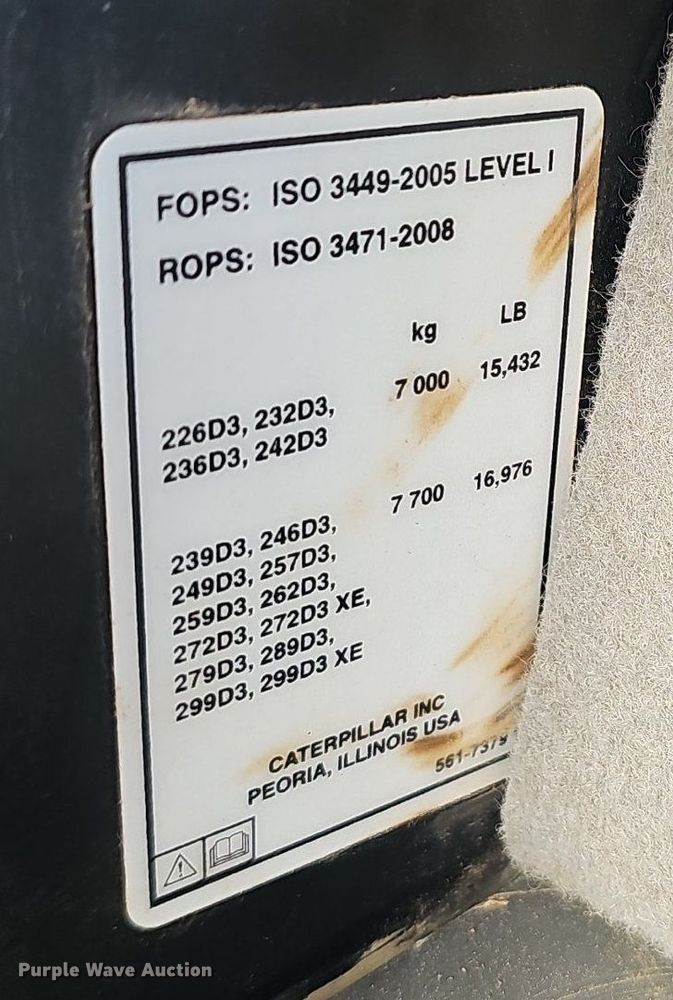 FOPS: ISO 3449-2005 LEVEL I
ROPS: ISO 3471-2008
kg LB
226D3, 232D3, 7 000 15,432
236D3, 242D3
239D3, 246D3, 7 700 16,976
249D3, 257D3,
259D3, 262D3,
272D3, 272D3 XE,
279D3, 289D3,
299D3, 299D3 XE
CATERPILLAR INC
PEORIA, ILLINOIS USA
561-7379
Purple Wave Auction